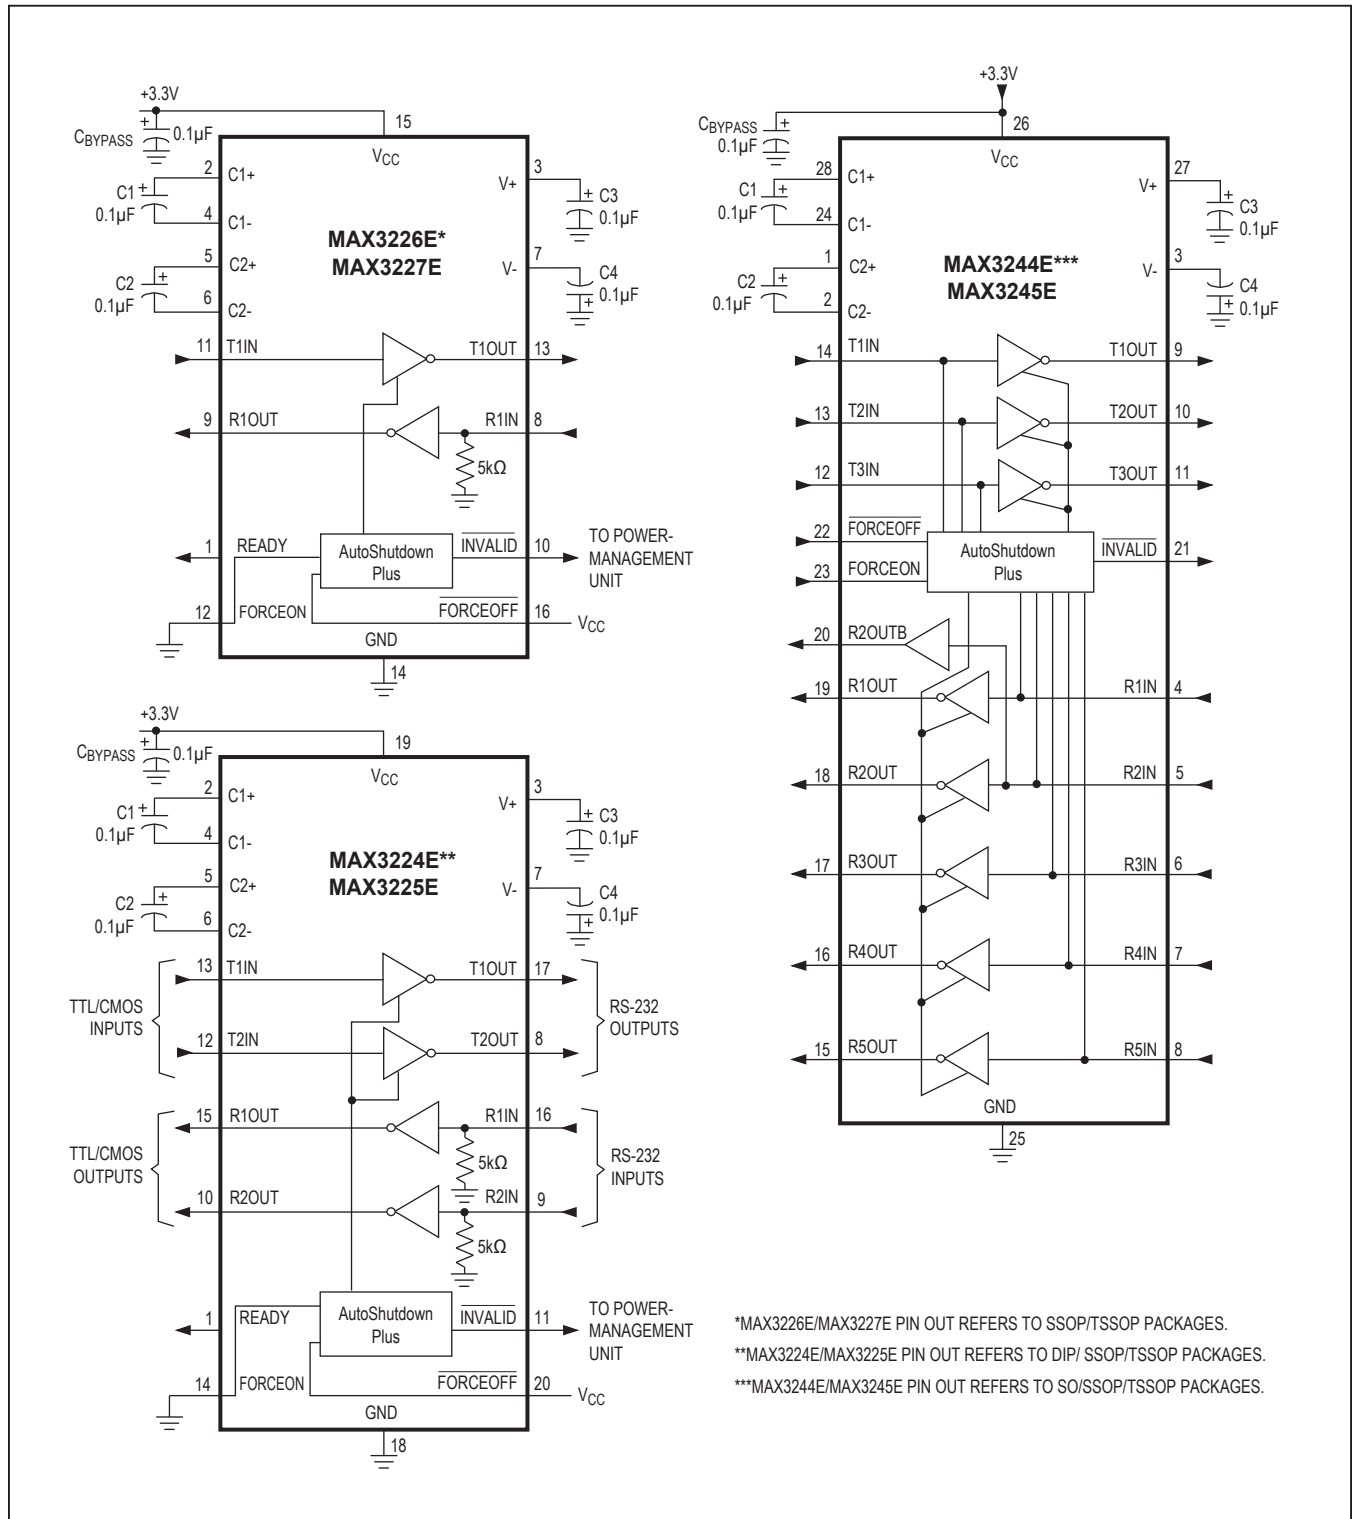 +3.3V
CBYPASS
+
0.1µF
15
VCC
2
C1+
C1
+
0.1µF
4
C1-
5
C2+
C2
+
0.1µF
6
C2-
3
V+
+
C3
0.1µF
7
V-
C4
+
0.1µF
MAX3226E*
MAX3227E
11
T1IN
T1OUT
13
9
R1OUT
R1IN
8
5kΩ
1
READY
AutoShutdown
Plus
INVALID
10
TO POWER-
MANAGEMENT
UNIT
12
FORCEON
FORCEOFF
16
VCC
GND
14
+3.3V
CBYPASS
+
0.1µF
19
VCC
2
C1+
C1
+
0.1µF
4
C1-
5
C2+
C2
+
0.1µF
6
C2-
3
V+
+
C3
0.1µF
7
V-
C4
+
0.1µF
MAX3224E**
MAX3225E
TTL/CMOS
INPUTS
13
T1IN
T1OUT
17
12
T2IN
T2OUT
8
RS-232
OUTPUTS
TTL/CMOS
OUTPUTS
15
R1OUT
R1IN
16
5kΩ
10
R2OUT
R2IN
9
5kΩ
RS-232
INPUTS
1
READY
AutoShutdown
Plus
INVALID
11
TO POWER-
MANAGEMENT
UNIT
14
FORCEON
FORCEOFF
20
VCC
GND
18
+3.3V
CBYPASS
+
0.1µF
26
VCC
28
C1+
C1
+
0.1µF
24
C1-
1
C2+
C2
+
0.1µF
2
C2-
27
V+
+
C3
0.1µF
3
V-
C4
+
0.1µF
MAX3244E***
MAX3245E
14
T1IN
T1OUT
9
13
T2IN
T2OUT
10
12
T3IN
T3OUT
11
22
FORCEOFF
23
FORCEON
AutoShutdown
Plus
INVALID
21
20
R2OUTB
19
R1OUT
R1IN
4
18
R2OUT
R2IN
5
17
R3OUT
R3IN
6
16
R4OUT
R4IN
7
15
R5OUT
R5IN
8
GND
25
*MAX3226E/MAX3227E PIN OUT REFERS TO SSOP/TSSOP PACKAGES.
**MAX3224E/MAX3225E PIN OUT REFERS TO DIP/ SSOP/TSSOP PACKAGES.
***MAX3244E/MAX3245E PIN OUT REFERS TO SO/SSOP/TSSOP PACKAGES.